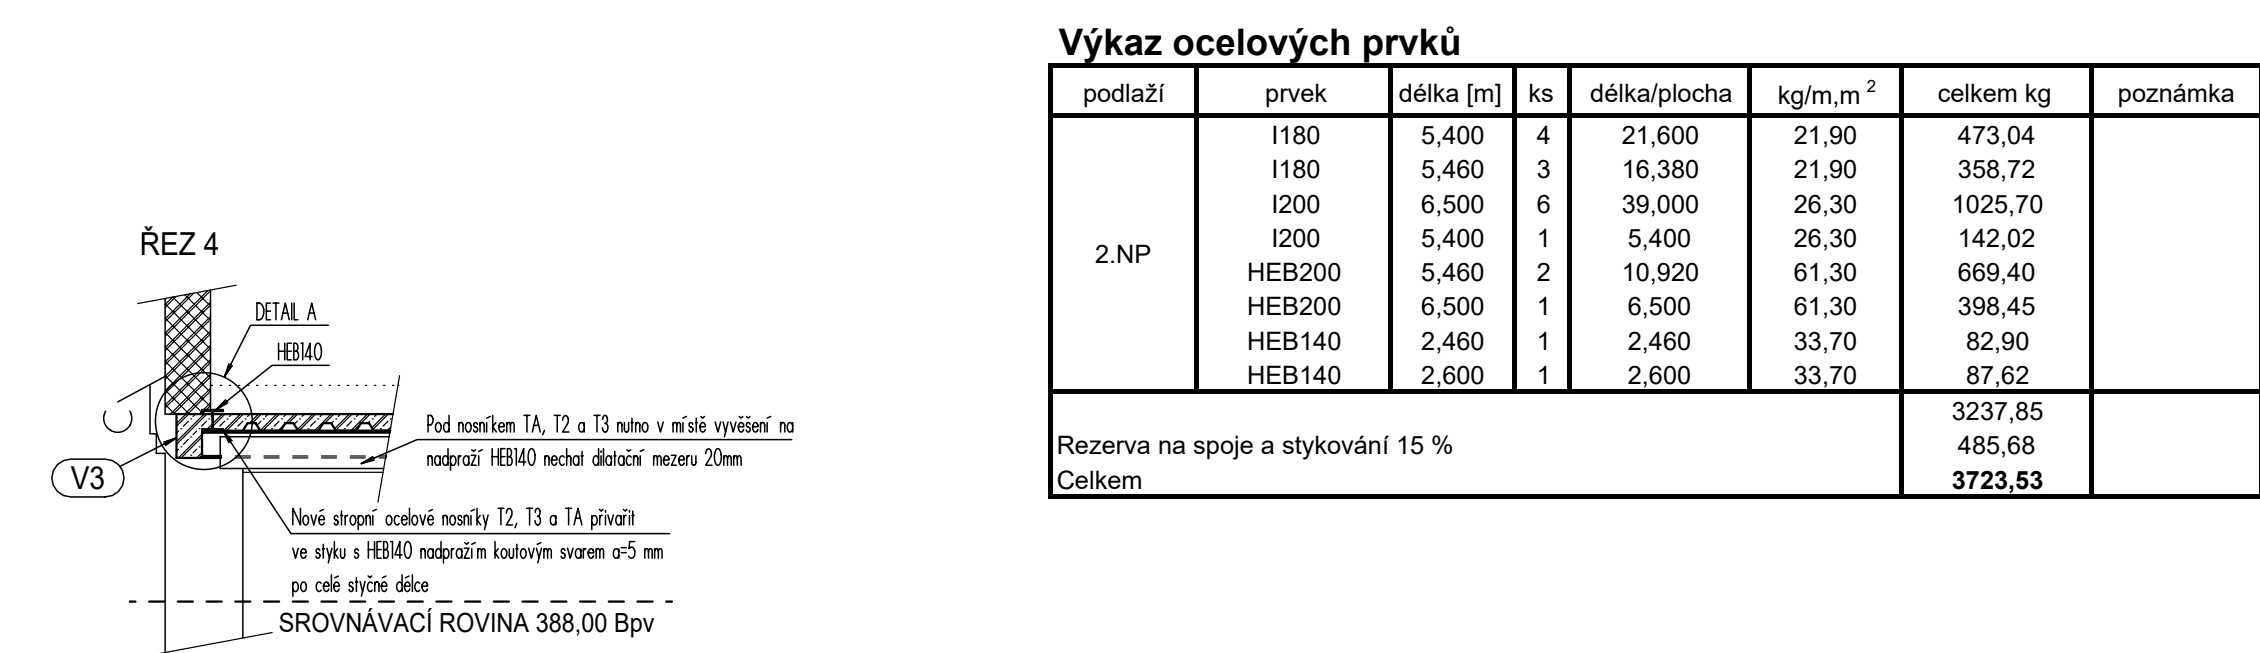 ŘEZ 4
DETAIL A
HEB140
Pod nosníkem TA, T2 a T3 nutno v místě vyvěšení na
nadpraží HEB140 nechat dilatační mezeru 20mm
V3
Nové stropní ocelové nosníky T2, T3 a TA přivařit
ve styku s HEB140 nadpražím koutovým svarem a=5 mm
po celé styčné délce
SROVNÁVACÍ ROVINA 388,00 Bpv
Výkaz ocelových prvků
podlaží prvek délka [m] ks délka/plocha kg/m,m² celkem kg poznámka
I180 5,400 4 21,600 21,90 473,04
I180 5,460 3 16,380 21,90 358,72
I200 6,500 6 39,000 26,30 1025,70
I200 5,400 1 5,400 26,30 142,02
2.NP
HEB200 5,460 2 10,920 61,30 669,40
HEB200 6,500 1 6,500 61,30 398,45
HEB140 2,460 1 2,460 33,70 82,90
HEB140 2,600 1 2,600 33,70 87,62
3237,85
Rezerva na spoje a stykování 15 % 485,68
Celkem 3723,53